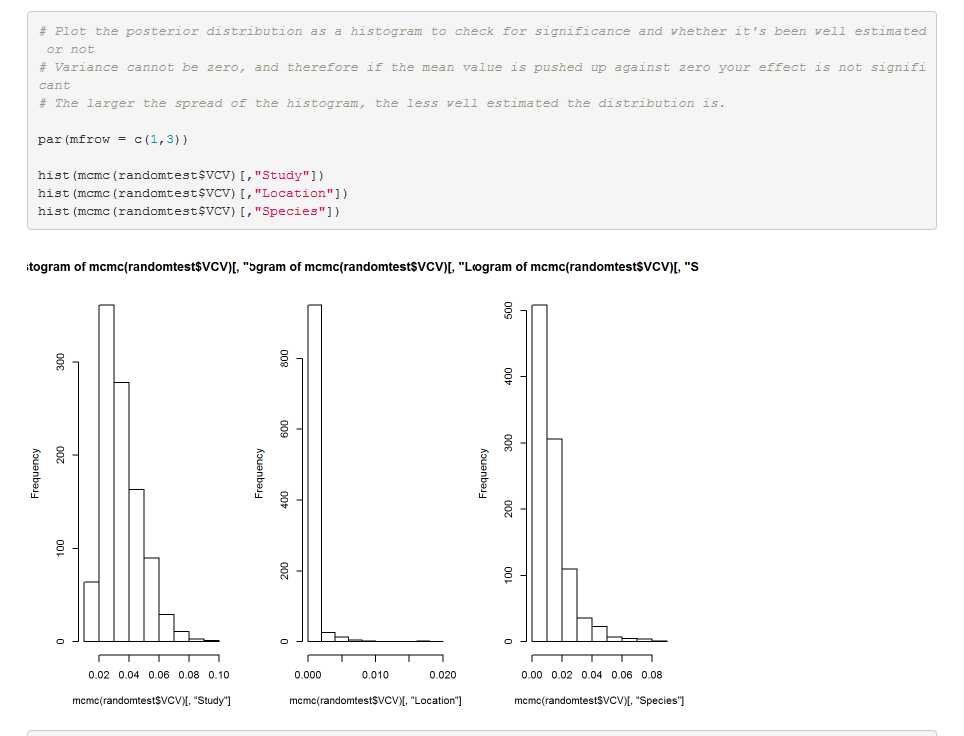 # Plot the posterior distribution as a histogram to check for significance and whether it's been well estimated
or not
# Variance cannot be zero, and therefore if the mean value is pushed up against zero your effect is not signifi
cant
# The larger the spread of the histogram, the less well estimated the distribution is.
par(mfrow = c(1,3))
hist(mcmc(randomtest$VCV)[,"Study"])
hist(mcmc(randomtest$VCV)[,"Location"])
hist(mcmc(randomtest$VCV)[,"Species"])
togram of mcmc(randomtest$VCV)[, "
ogram of mcmc(randomtest$VCV)[, "L
ogram of mcmc(randomtest$VCV)[, "S
Frequency
0
100
200
300
0.02 0.04 0.06 0.08 0.10
mcmc(randomtest$VCV)[, "Study"]
Frequency
0
200
400
600
800
0.000 0.010 0.020
mcmc(randomtest$VCV)[, "Location"]
Frequency
0
100
200
300
400
500
0.00 0.02 0.04 0.06 0.08
mcmc(randomtest$VCV)[, "Species"]